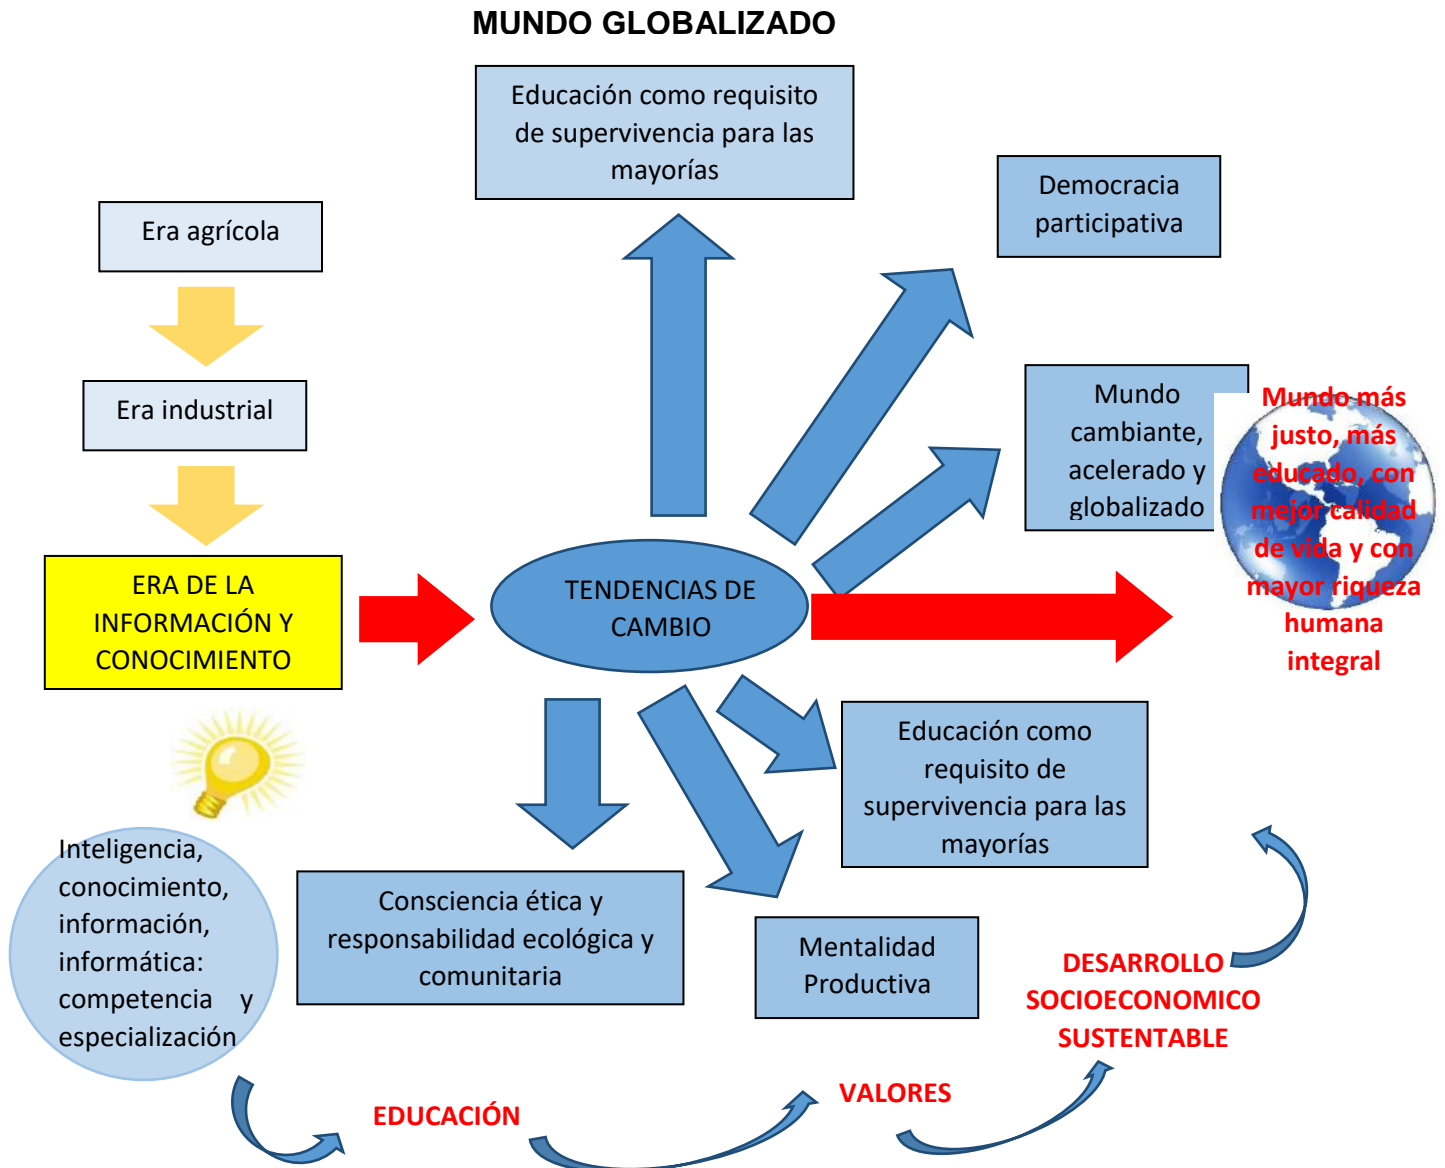 MUNDO GLOBALIZADO
Educación como requisito
de supervivencia para las
mayorías
Democracia
participativa
Era agrícola
Era industrial
Mundo
cambiante,
acelerado y
globalizado
Mundo más
justo, más
educado, con
mejor calidad
de vida y con
mayor riqueza
humana
integral
ERA DE LA
INFORMACIÓN Y
CONOCIMIENTO
TENDENCIAS DE
CAMBIO
Educación como
requisito de
supervivencia para las
mayorías
Inteligencia,
conocimiento,
información,
informática:
competencia y
especialización
Consciencia ética y
responsabilidad ecológica y
comunitaria
Mentalidad
Productiva
DESARROLLO
SOCIOECONOMICO
SUSTENTABLE
VALORES
EDUCACIÓN